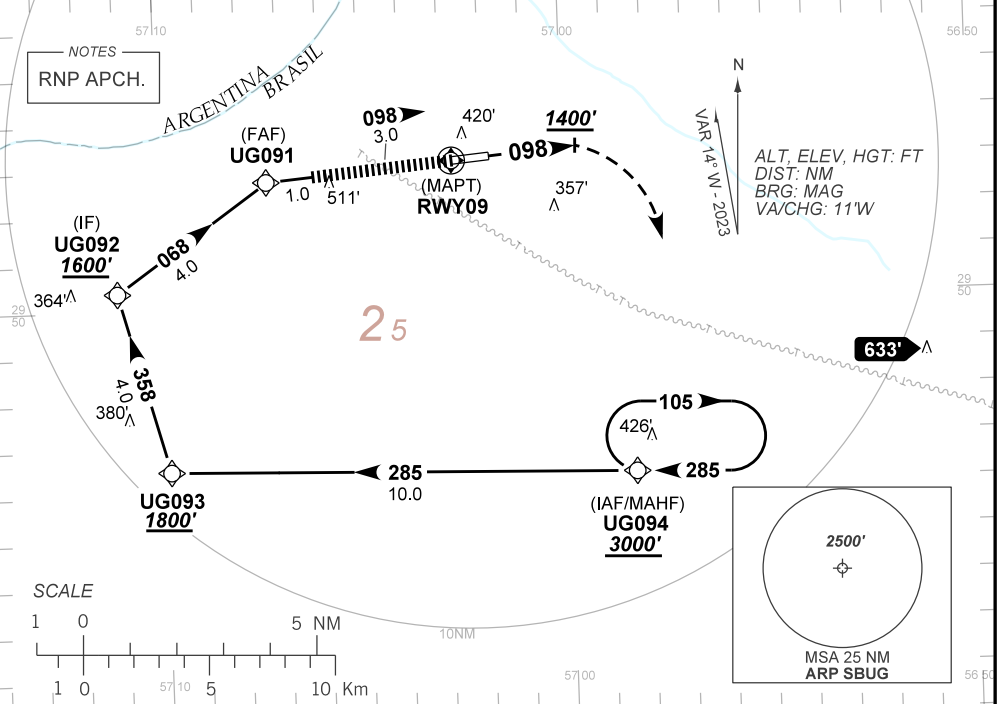 57 10
57 00
56 50
NOTES
RNP APCH.
ARGENTINA
BRASIL
098
3.0
420'
1400'
N
(FAF)
UG091
098
VAR 14° W - 2023
ALT, ELEV, HGT: FT
DIST: NM
BRG: MAG
VA/CHG: 11'W
1.0
511'
(MAPT)
RWY09
357'
(IF)
UG092
1600'
068
4.0
364'
29
50
29
50
2 5
633'
358
4.0
380'
105
426'
285
10.0
285
UG093
1800'
(IAF/MAHF)
UG094
3000'
2500'
MSA 25 NM
ARP SBUG
SCALE
1 0 5 NM
10NM
1 0 5 10 Km
57 10
57 00
56 50